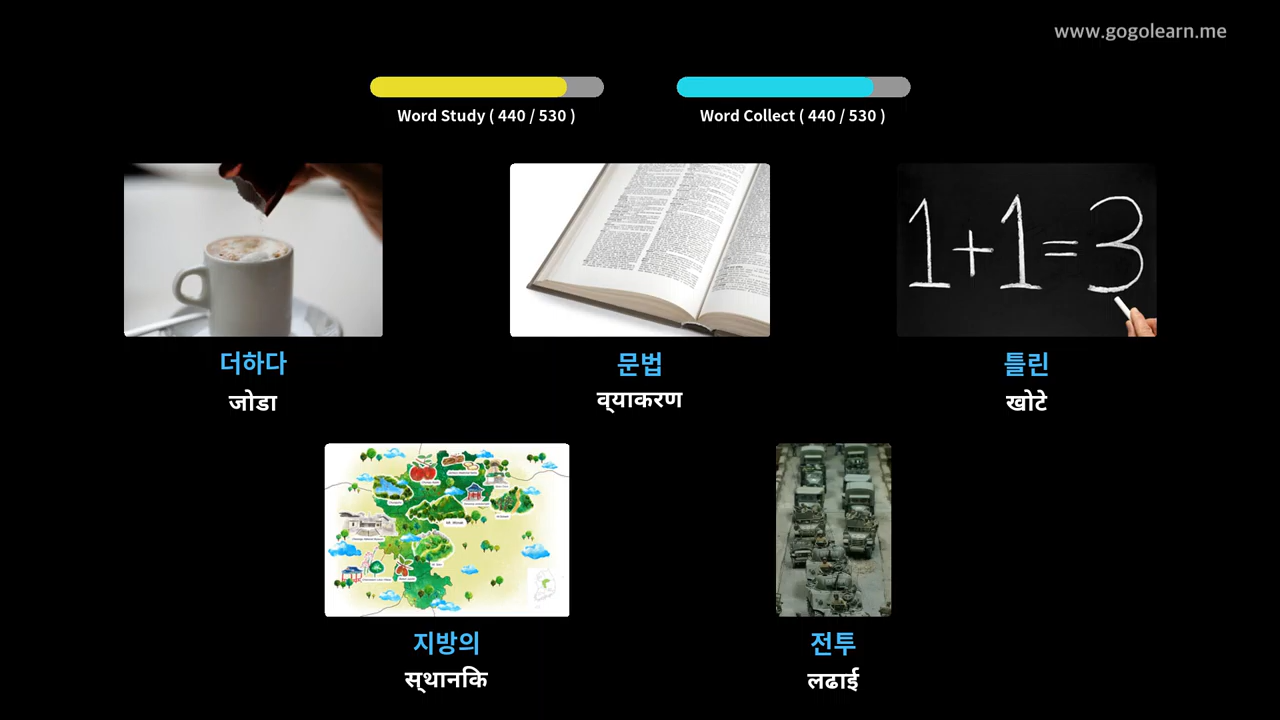 www.gogolearn.me
Word Study ( 440 / 530 )
Word Collect ( 440 / 530 )
더하다
जोडा
문법
व्याकरण
1+1=3
틀린
खोटे
지방의
स्थानकि
전투
लढाई